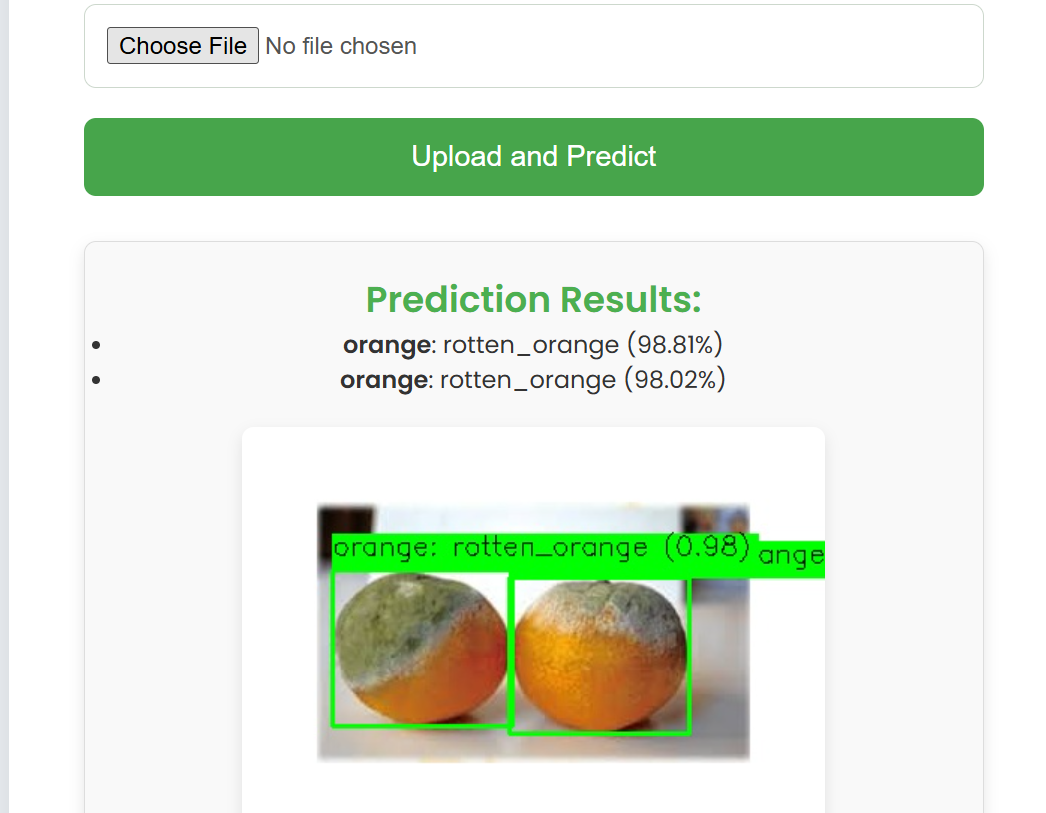 Choose File No file chosen
Upload and Predict
Prediction Results:
• orange: rotten_orange (98.81%)
• orange: rotten_orange (98.02%)
orange: rotten_orange (0.98) ange